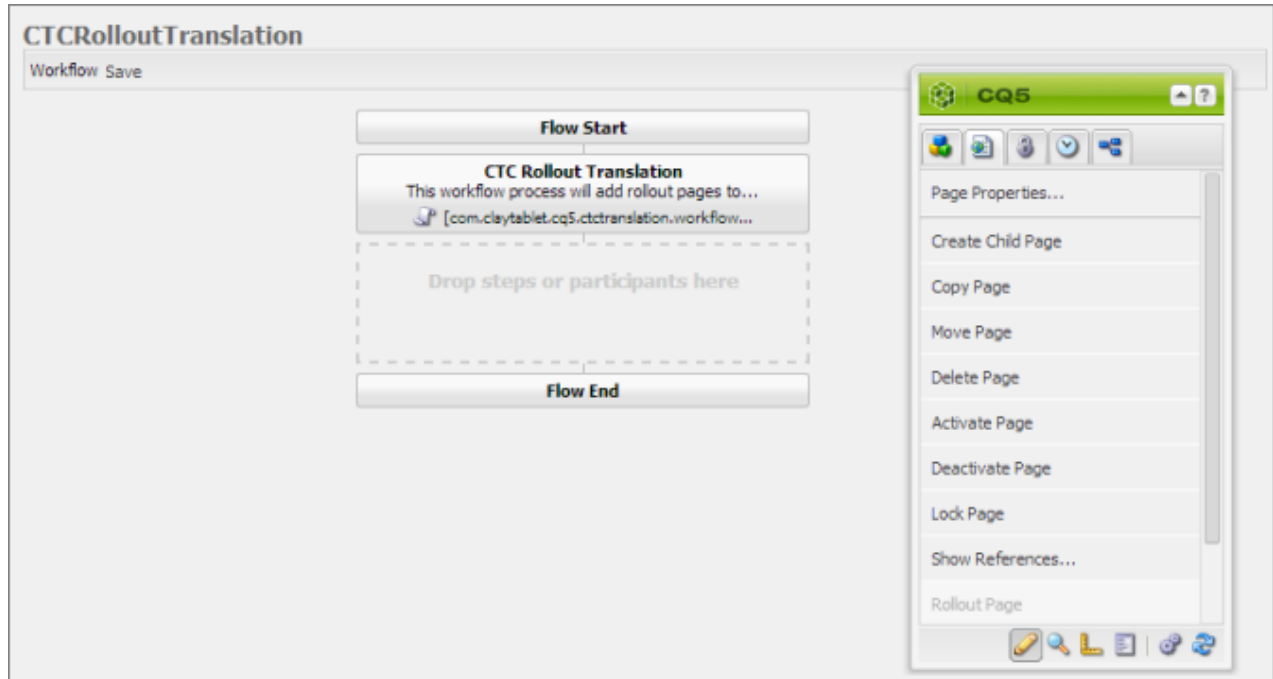 CTCRolloutTranslation
Workflow Save
Flow Start
CTC Rollout Translation
This workflow process will add rollout pages to...
[com.claytablet.cq5.ctctranslation.workflow...
Drop steps or participants here
Flow End
CQ5
?
Page Properties...
Create Child Page
Copy Page
Move Page
Delete Page
Activate Page
Deactivate Page
Lock Page
Show References...
Rollout Page